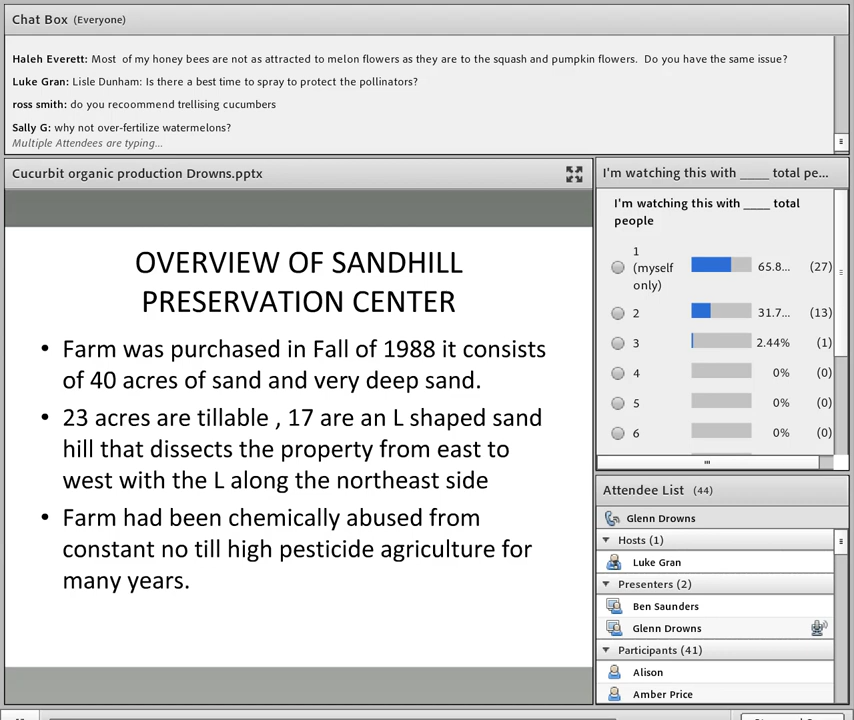 Chat Box (Everyone)
Haleh Everett: Most of my honey bees are not as attracted to melon flowers as they are to the squash and pumpkin flowers. Do you have the same issue?
Luke Gran: Lisle Dunham: Is there a best time to spray to protect the pollinators?
ross smith: do you recoommend trellising cucumbers
Sally G: why not over-fertilize watermelons?
Multiple Attendees are typing...
Cucurbit organic production Drowns.pptx
OVERVIEW OF SANDHILL
PRESERVATION CENTER
• Farm was purchased in Fall of 1988 it consists
of 40 acres of sand and very deep sand.
• 23 acres are tillable , 17 are an L shaped sand
hill that dissects the property from east to
west with the L along the northeast side
• Farm had been chemically abused from
constant no till high pesticide agriculture for
many years.
I'm watching this with ____ total pe...
I'm watching this with ____ total
people
1
(myself
only)
65.8... (27)
2 31.7... (13)
3 2.44% (1)
4 0% (0)
5 0% (0)
6 0% (0)
Attendee List (44)
Glenn Drowns
Hosts (1)
Luke Gran
Presenters (2)
Ben Saunders
Glenn Drowns
Participants (41)
Alison
Amber Price